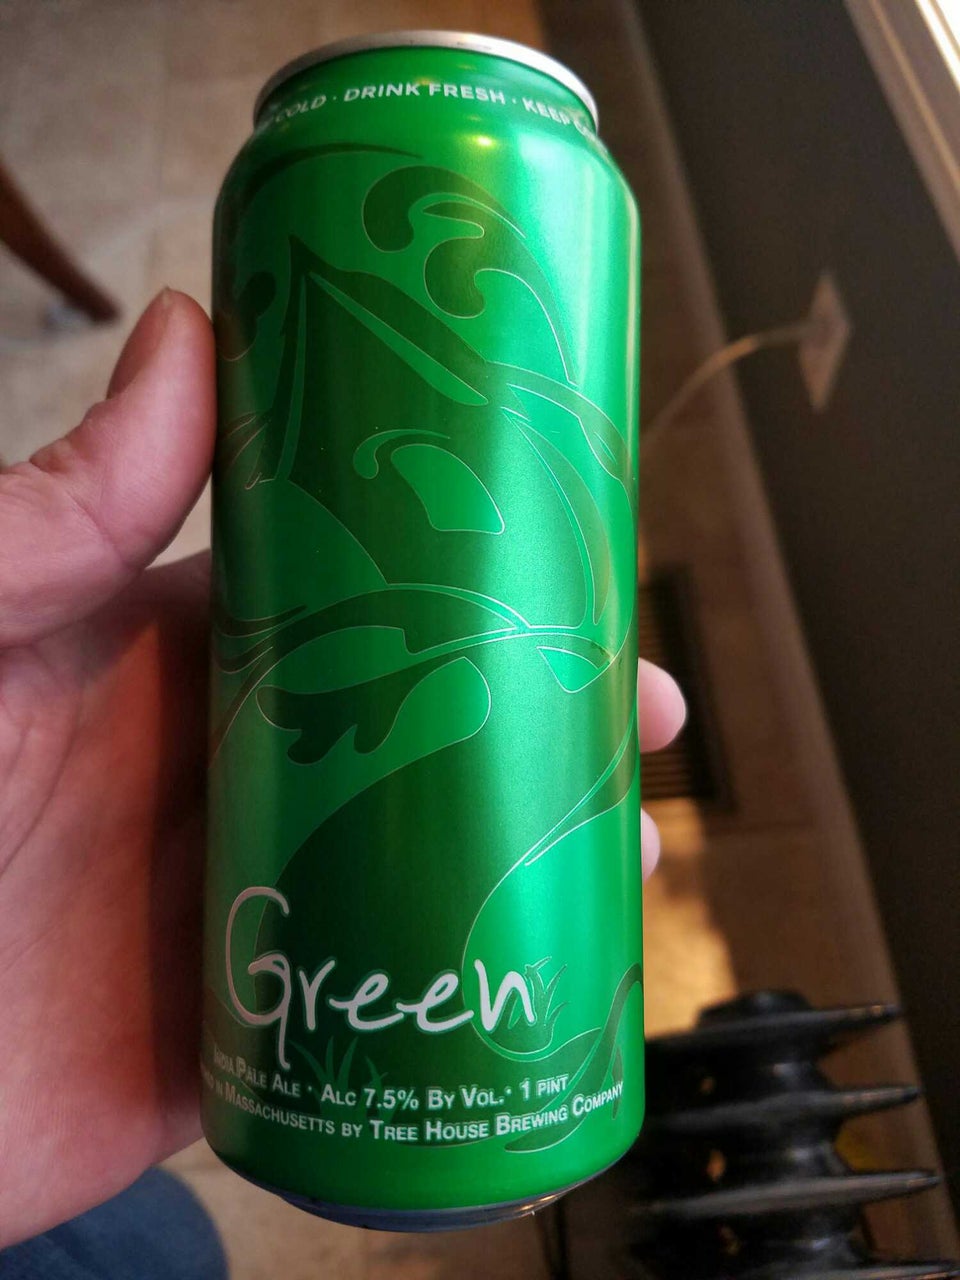 COLD · DRINK FRESH · KEEP
Green
INDIA PALE ALE · ALC 7.5% BY VOL. · 1 PINT
IN MASSACHUSETTS BY TREE HOUSE BREWING COMPANY